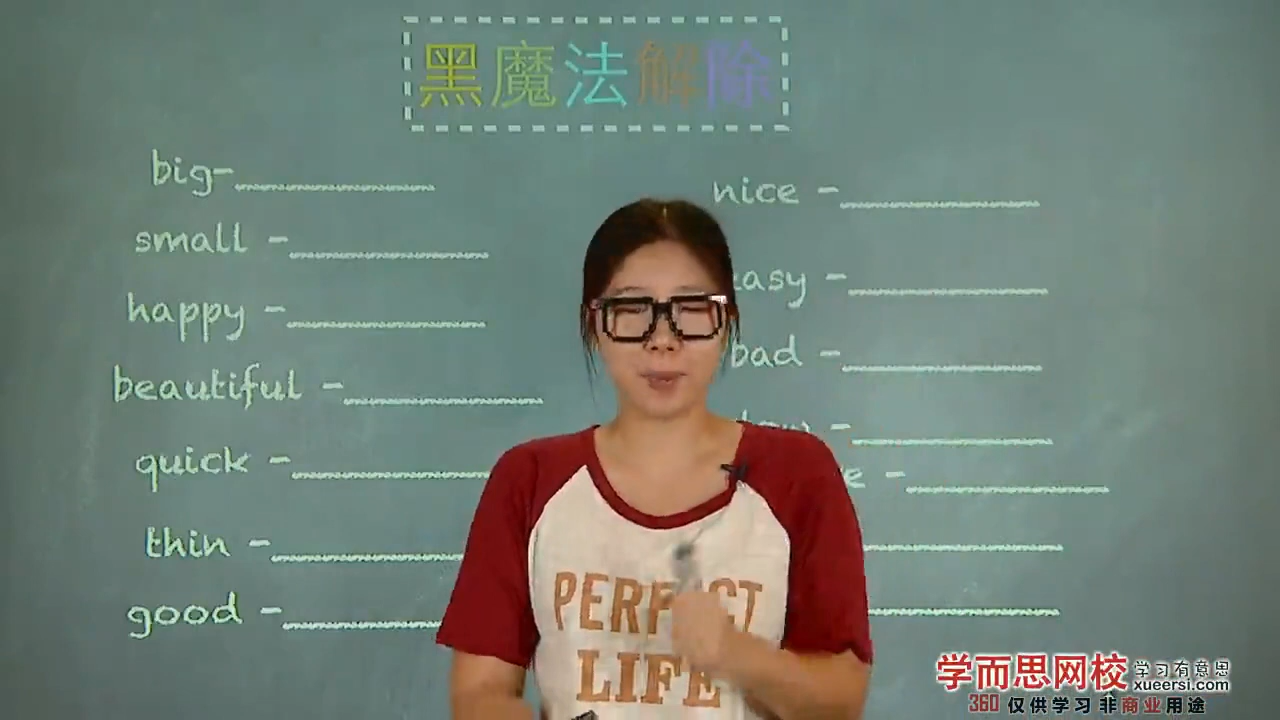 黑魔法解除
big-
small -
happy -
beautiful -
quick -
thin -
good -
nice -
bad -
PERFECT
LIFE
学而思网校 学习有意思
xueersi.com
360 仅供学习 非商业用途